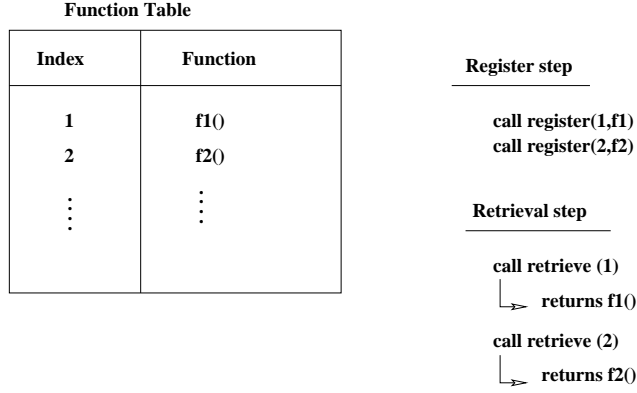 Function Table
Index Function
1 f1()
2 f2()
Register step
call register(1,f1)
call register(2,f2)
Retrieval step
call retrieve (1)
returns f1()
call retrieve (2)
returns f2()